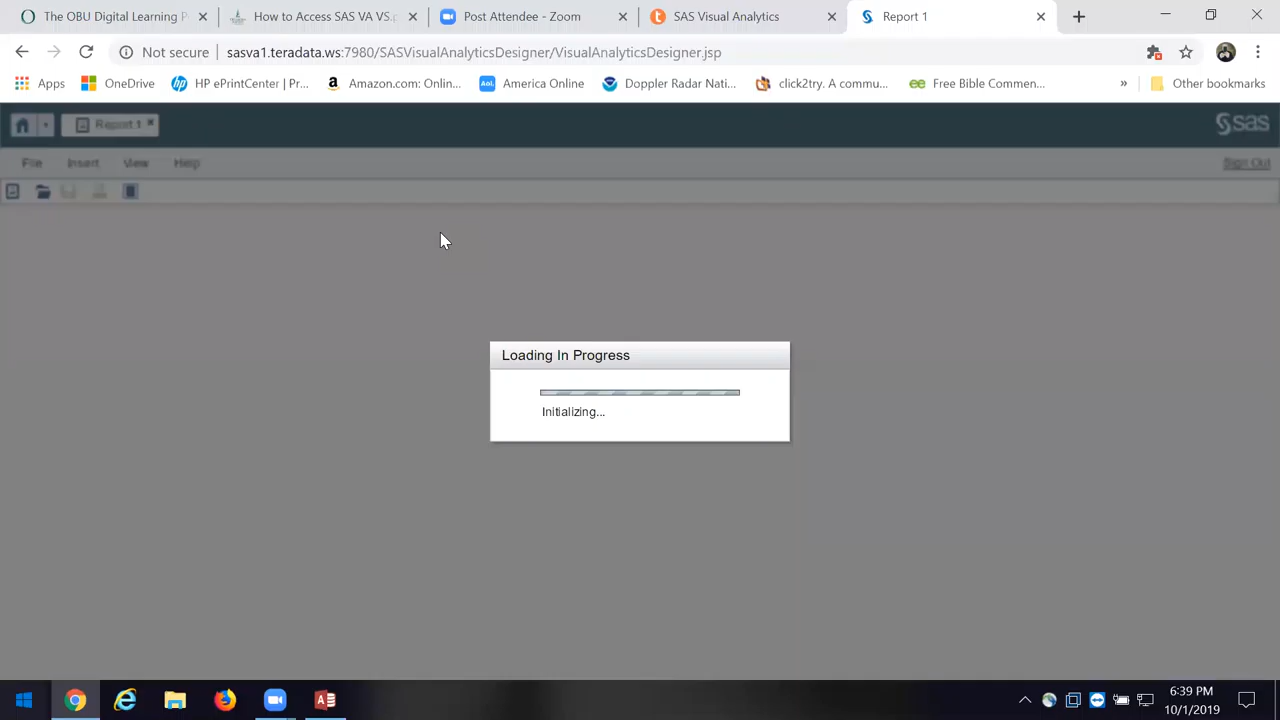 The OBU Digital Learning P
How to Access SAS VA VS.p
Post Attendee - Zoom
SAS Visual Analytics
Report 1
Not secure
sasva1.teradata.ws:7980/SASVisualAnalyticsDesigner/VisualAnalyticsDesigner.jsp
Apps
OneDrive
HP ePrintCenter | Pr...
Amazon.com: Onlin...
Aol.
America Online
Doppler Radar Nati...
click2try. A commu...
ee
Free Bible Commen...
»
Other bookmarks
Report 1
sas
File
Insert
View
Help
Sign Out
Loading In Progress
Initializing...
6:39 PM
10/1/2019